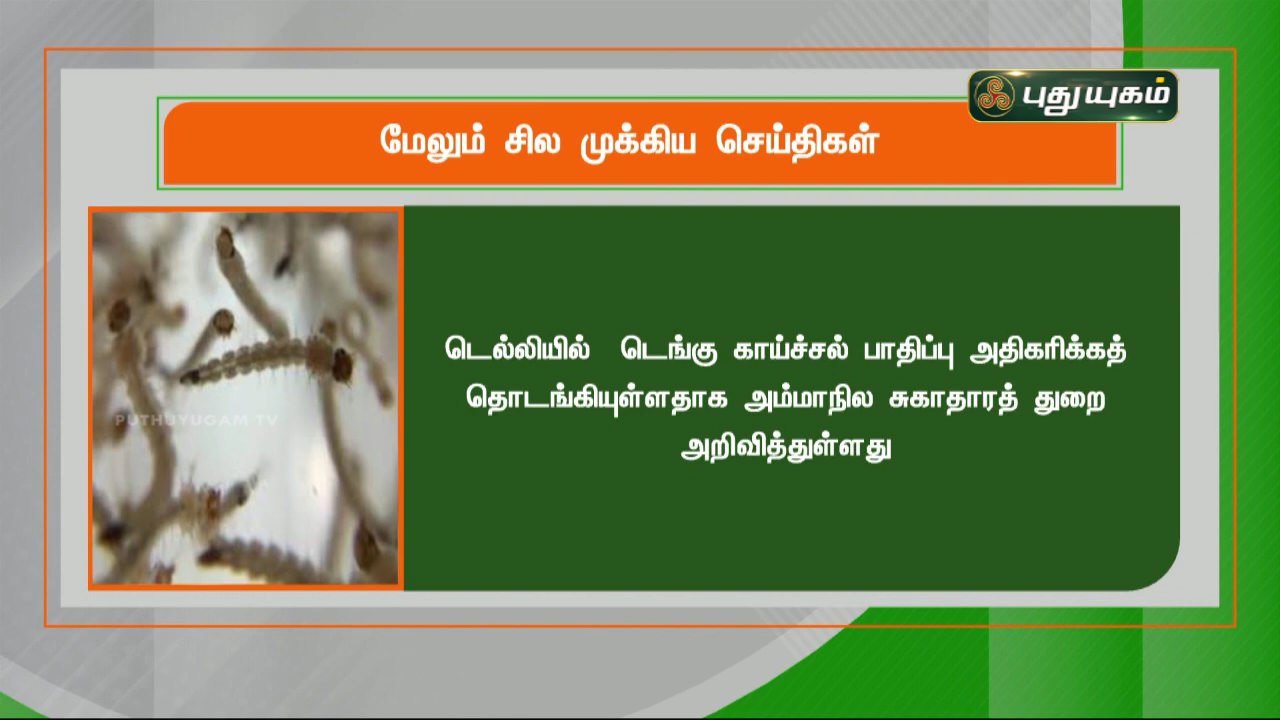 புதுயுகம்
மேலும் சில முக்கிய செய்திகள்
டெல்லியில் டெங்கு காய்ச்சல் பாதிப்பு அதிகரிக்கத்
தொடங்கியுள்ளதாக அம்மாநில சுகாதாரத் துறை
அறிவித்துள்ளது
PUTHUYUGAM TV